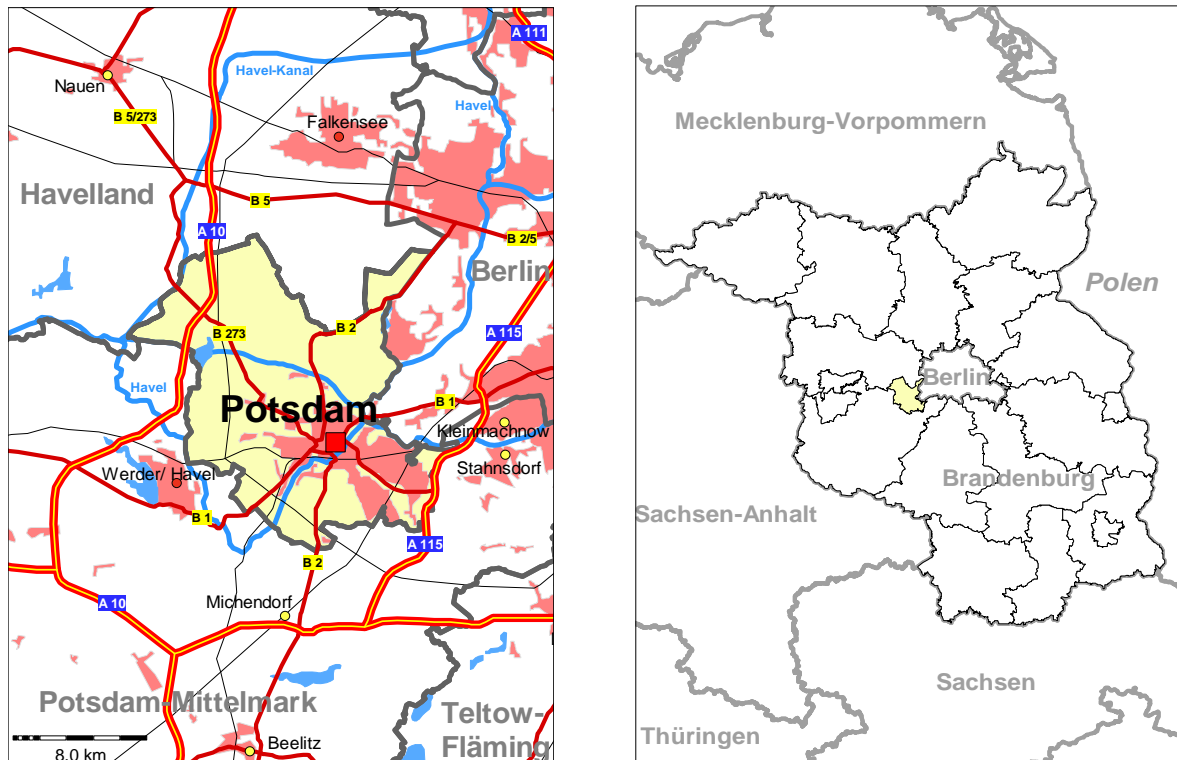 A 111
Havel-Kanal
Nauen
Havel
B 5/273
Falkensee
Havelland
B 5
A 10
B 2/5
Berlin
B 2
B 273
A 115
Havel
Potsdam
B 1
Kleinmachnow
Werder/ Havel
Stahnsdorf
B 1
A 115
B 2
A 10
Michendorf
Potsdam-Mittelmark
Teltow-
Fläming
Beelitz
8,0 km
Mecklenburg-Vorpommern
Polen
Berlin
Brandenburg
Sachsen-Anhalt
Sachsen
Thüringen